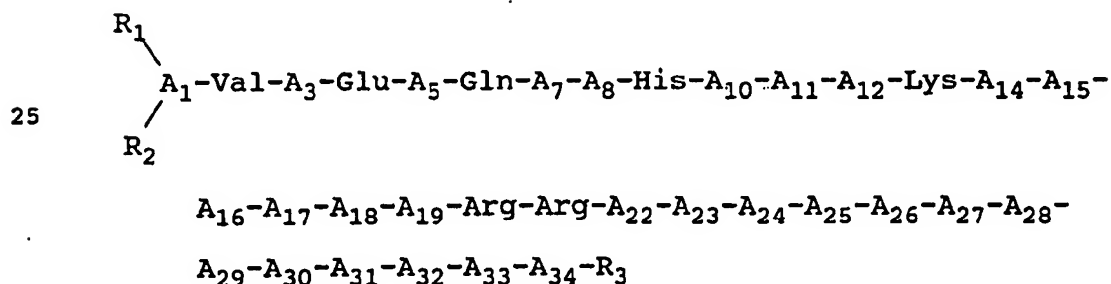 R₁
A₁-Val-A₃-Glu-A₅-Gln-A₇-A₈-His-A₁₀-A₁₁-A₁₂-Lys-A₁₄-A₁₅-
25
R₂
A₁₆-A₁₇-A₁₈-A₁₉-Arg-Arg-A₂₂-A₂₃-A₂₄-A₂₅-A₂₆-A₂₇-A₂₈-
A₂₉-A₃₀-A₃₁-A₃₂-A₃₃-A₃₄-R₃